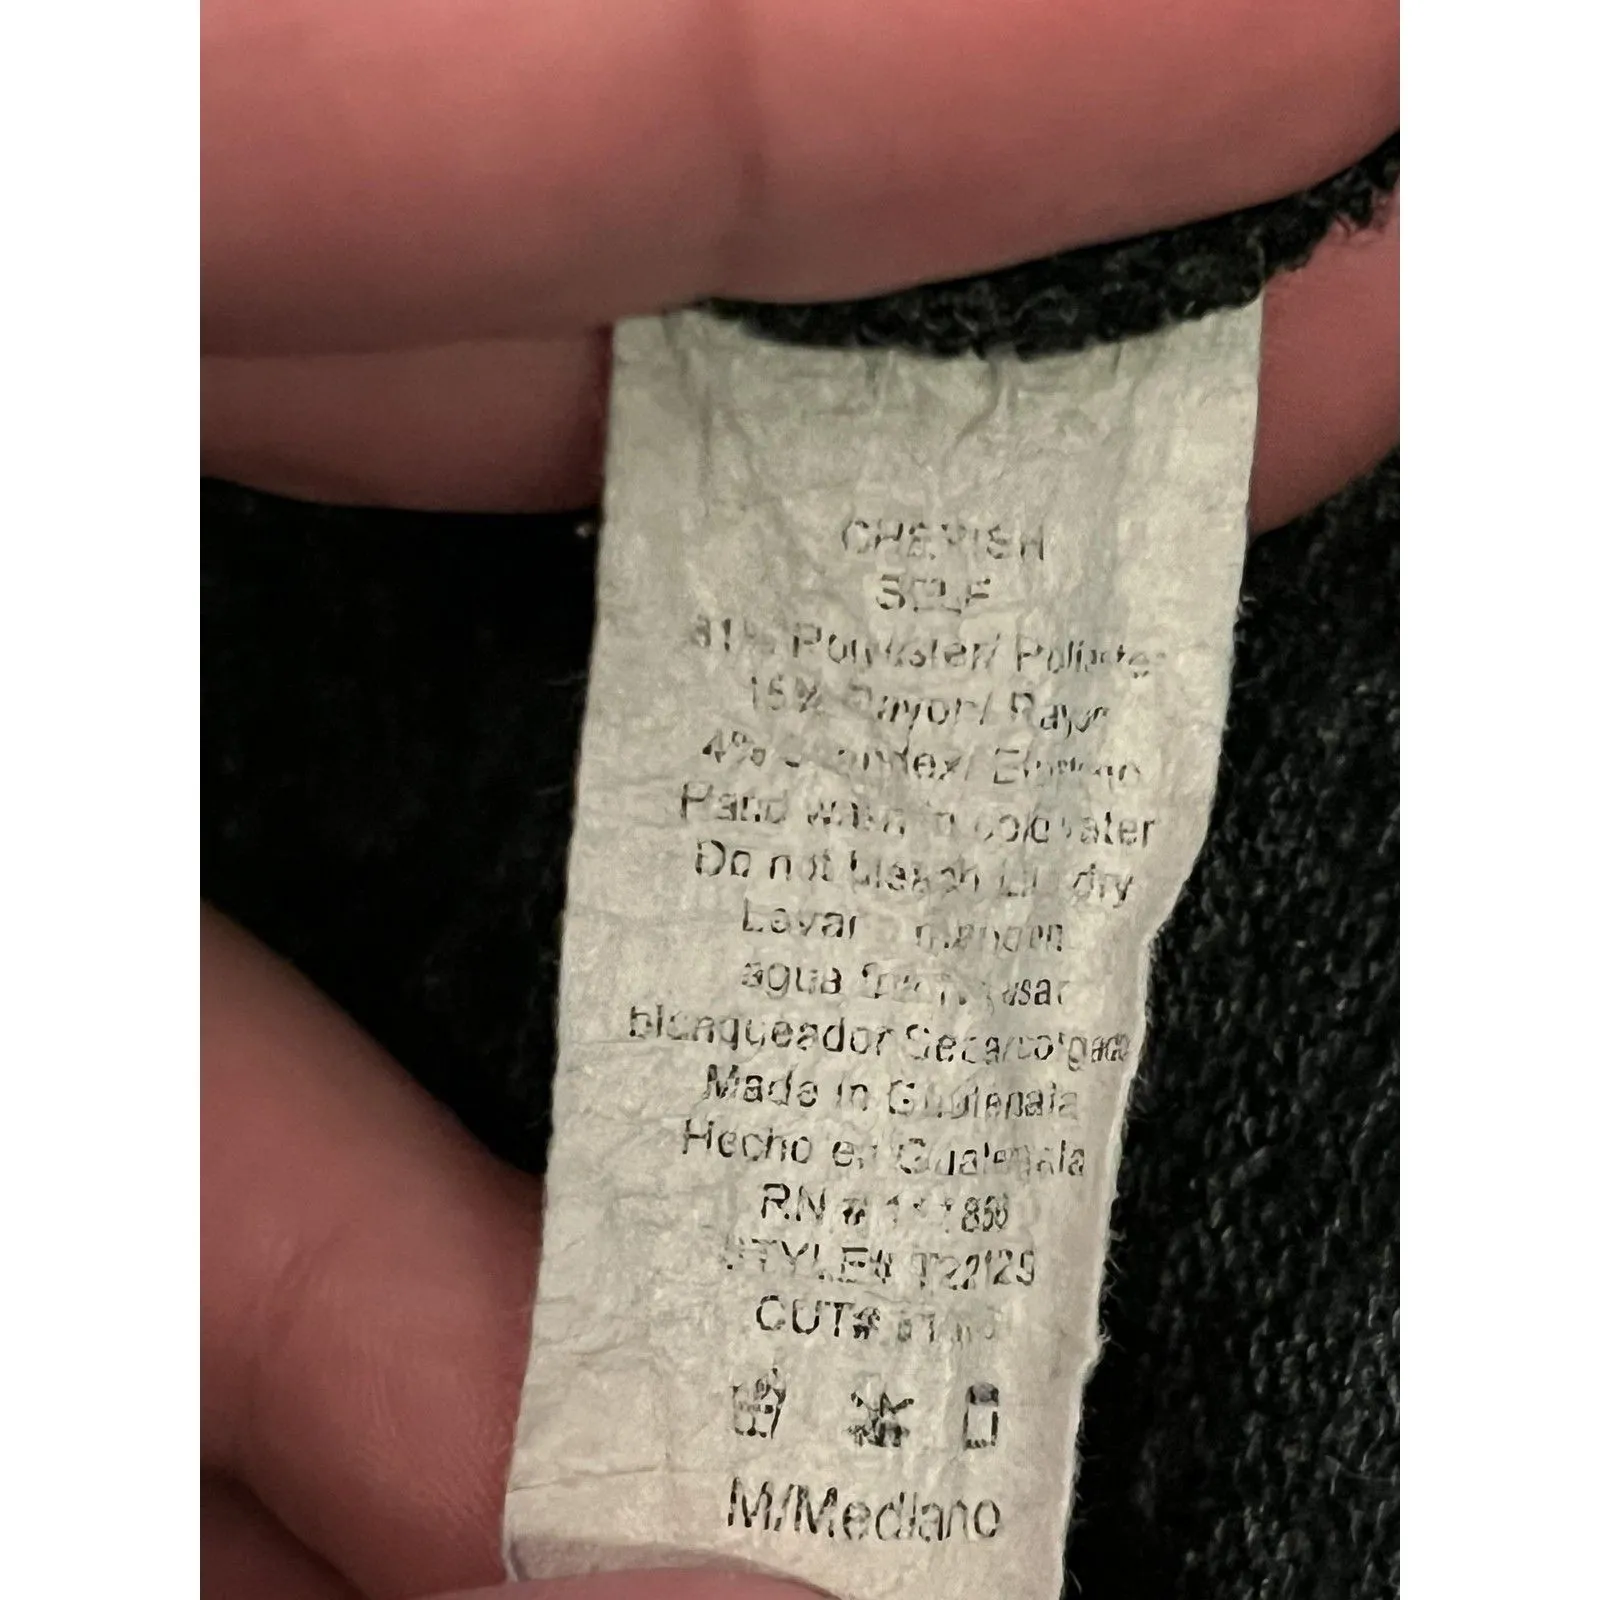 CHERISH
SELF
81% Polyester/ Poliester
15% Rayon/ Rayon
4% Spandex/ Elastano
Hand wash in cold water
Do not bleach Line dry
Lavar a mano en
agua fria No usar
blanqueador Secar colgado
Made in Guatemala
Hecho en Guatemala
RN #
STYLE# T22129
CUT#
M/Mediano